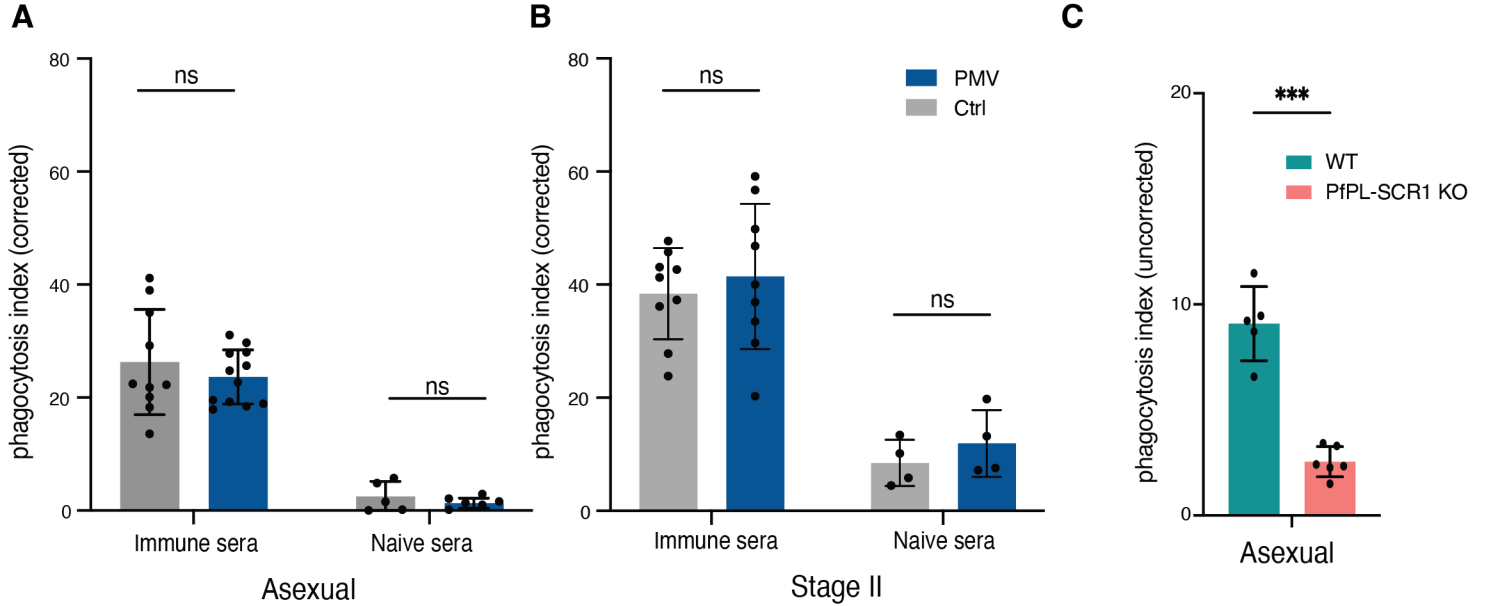 A
phagocytosis index (corrected)
80
60
40
20
0
ns
ns
Immune sera
Naive sera
Asexual
B
phagocytosis index (corrected)
80
60
40
20
0
ns
ns
PMV
Ctrl
Immune sera
Naive sera
Stage II
C
phagocytosis index (uncorrected)
20
10
0
***
WT
PfPL-SCR1 KO
Asexual